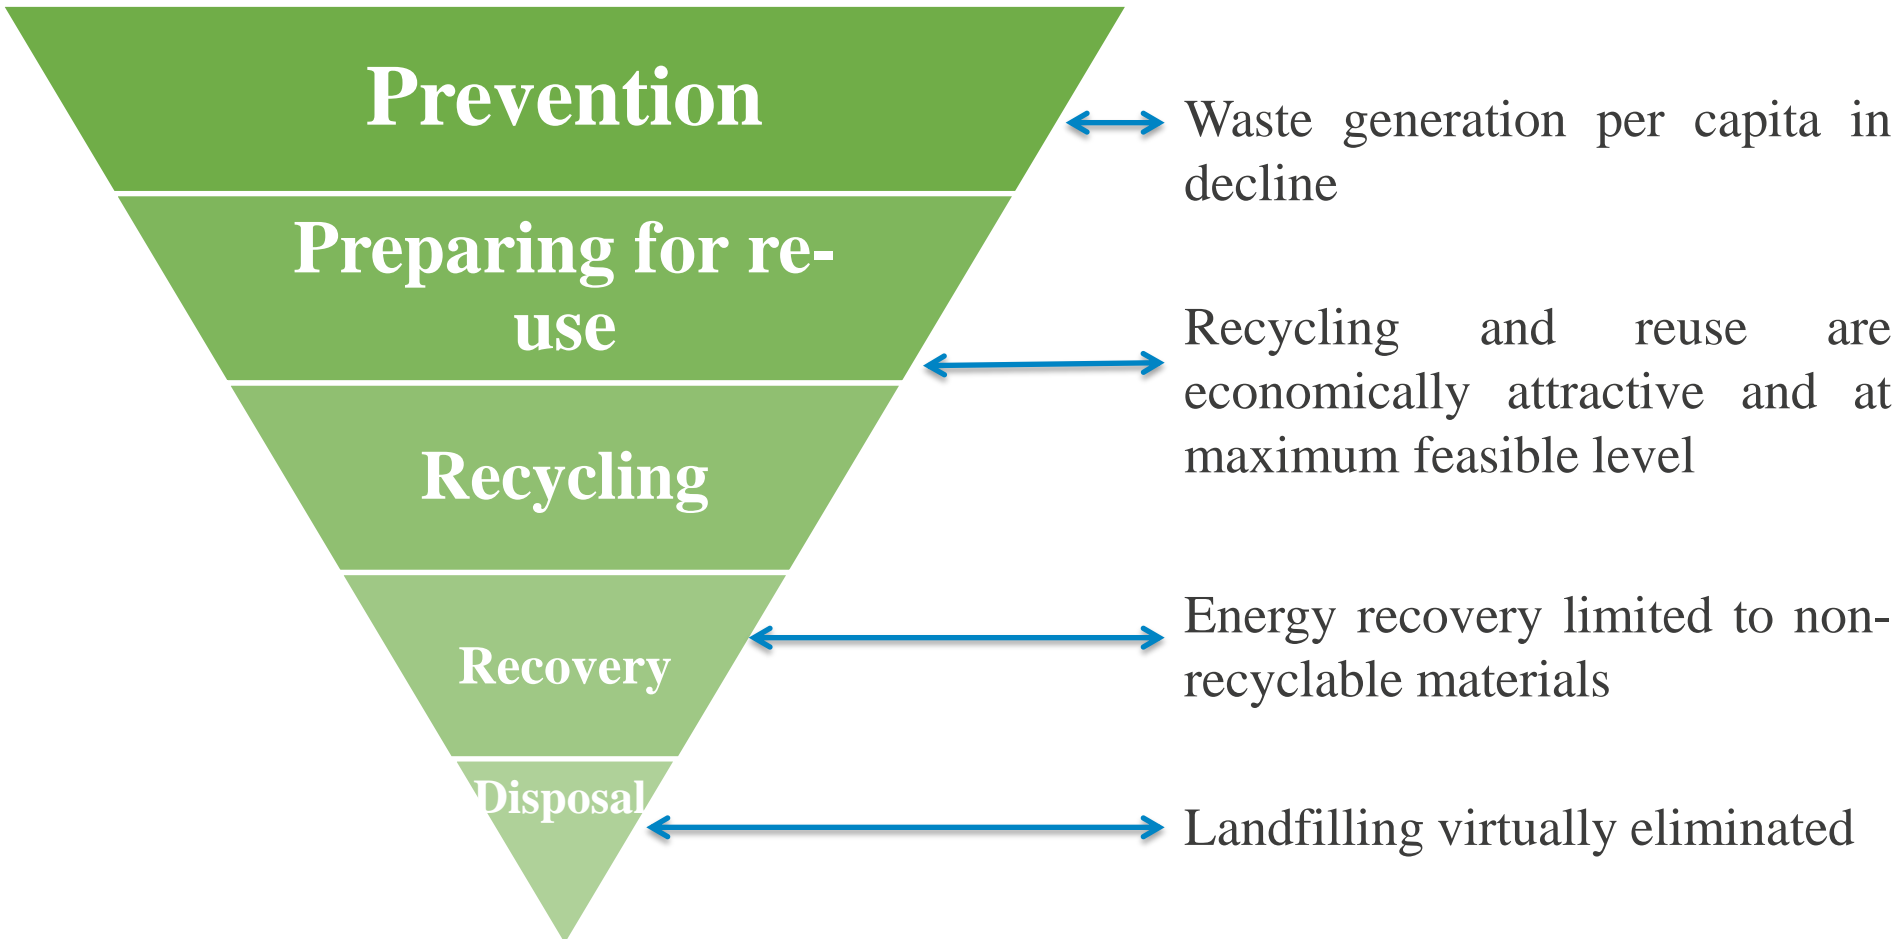 Prevention
Waste generation per capita in
decline
Preparing for re-
use
Recycling and reuse are
economically attractive and at
maximum feasible level
Recycling
Energy recovery limited to non-
recyclable materials
Recovery
Disposal
Landfilling virtually eliminated